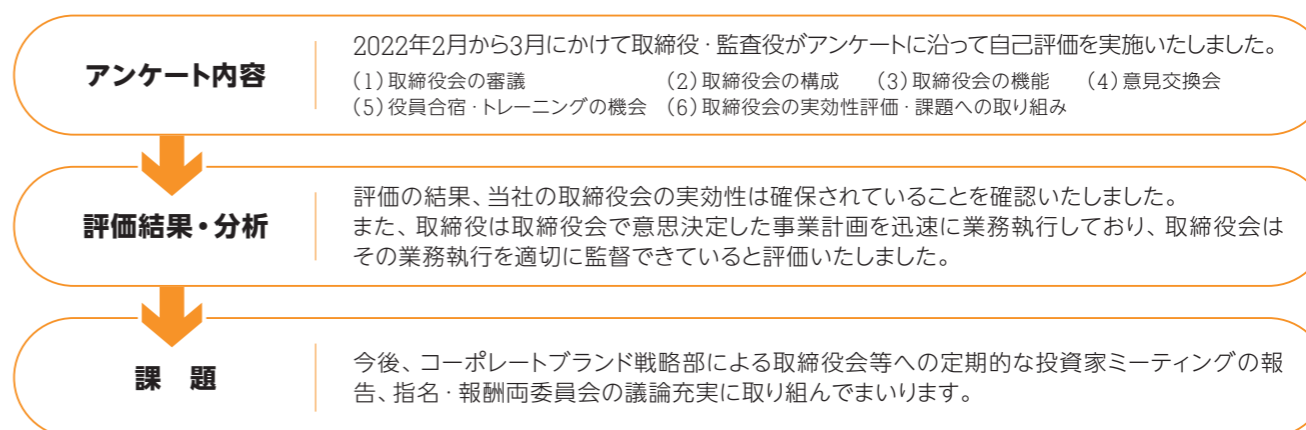 アンケート内容
2022年2月から3月にかけて取締役・監査役がアンケートに沿って自己評価を実施いたしました。
(1)取締役会の審議 (2)取締役会の構成 (3)取締役会の機能 (4)意見交換会
(5)役員合宿・トレーニングの機会 (6)取締役会の実効性評価・課題への取り組み
評価結果・分析
評価の結果、当社の取締役会の実効性は確保されていることを確認いたしました。
また、取締役は取締役会で意思決定した事業計画を迅速に業務執行しており、取締役会は
その業務執行を適切に監督できていると評価いたしました。
課 題
今後、コーポレートブランド戦略部による取締役会等への定期的な投資家ミーティングの報
告、指名・報酬両委員会の議論充実に取り組んでまいります。